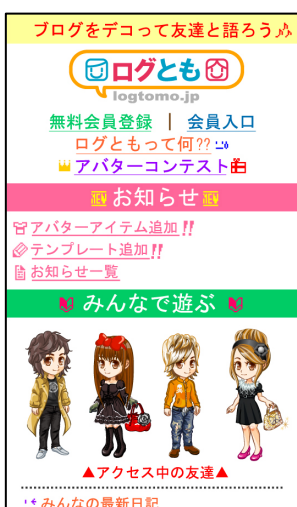 ブログをデコって友達と語ろう
ログとも
logtomo.jp
無料会員登録 | 会員入口
ログともって何??
アバターコンテスト
NEW お知らせ NEW
アバターアイテム追加!!
テンプレート追加!!
お知らせ一覧
みんなで遊ぶ
▲アクセス中の友達▲
みんなの最新日記